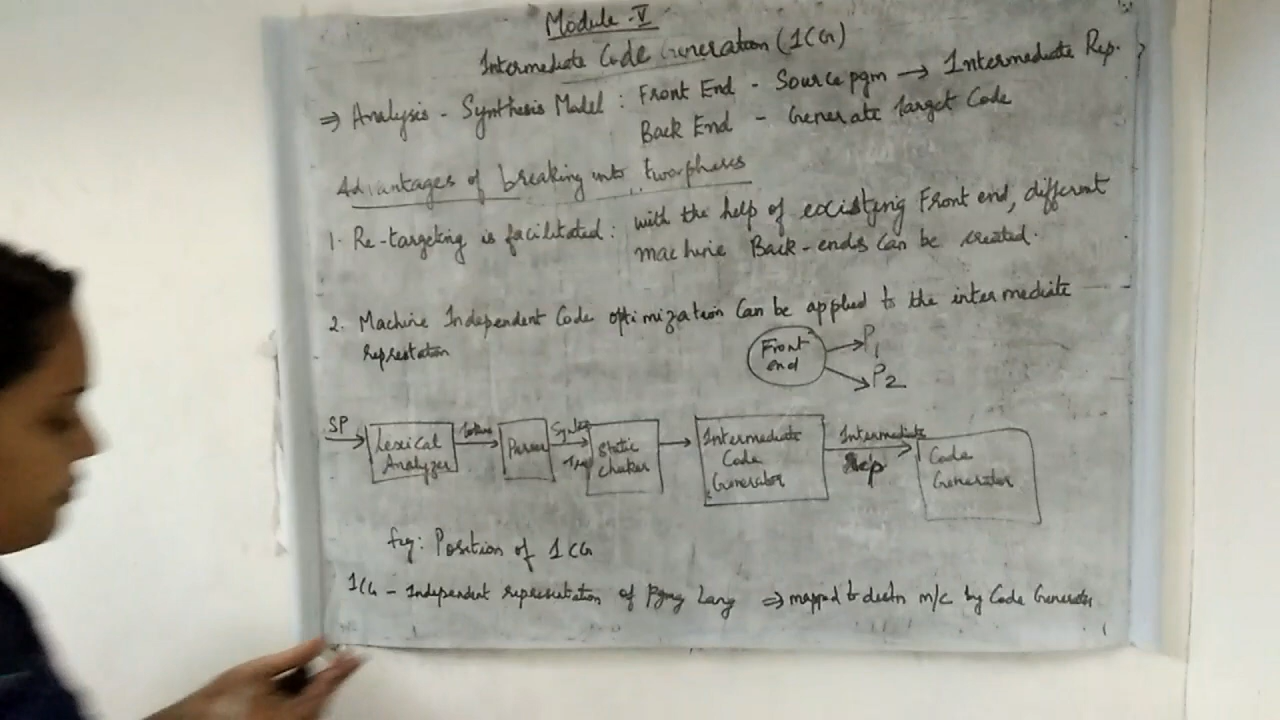 Module - V
Intermediate Code Generation (ICG)
⇒ Analysis - Synthesis Model : Front End - Source pgm → Intermediate Rep.
Back End - Generate Target Code
Advantages of breaking into two phases
1. Re-targeting is facilitated : with the help of existing Front end, different
machine Back-ends can be created.
2. Machine Independent Code optimization Can be applied to the intermediate
represtation
Front
end
P1
P2
SP
Lexical
Analyzer
Parser
Syntax
Tree
Static
Checker
Intermediate
Code
Generator
Intermediate
Rep
Code
Generator
fig: Position of ICG
ICG - Independent representation of Pgmg Lang ⇒ mapped to m/c by Code Generator